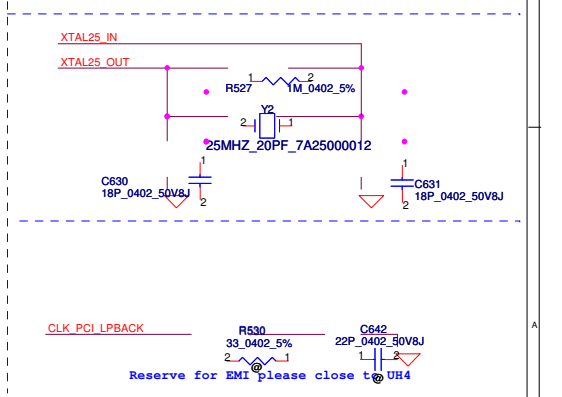 XTAL25_IN
XTAL25_OUT
1 2
R527 1M_0402_5%
Y2
2 1
25MHZ_20PF_7A25000012
1 1
C630 C631
18P_0402_50V8J 18P_0402_50V8J
2 2
A
CLK_PCI_LPBACK R530 C642
33_0402_5% 22P_0402_50V8J
2 1 1 2
@ @
Reserve for EMI please close to UH4